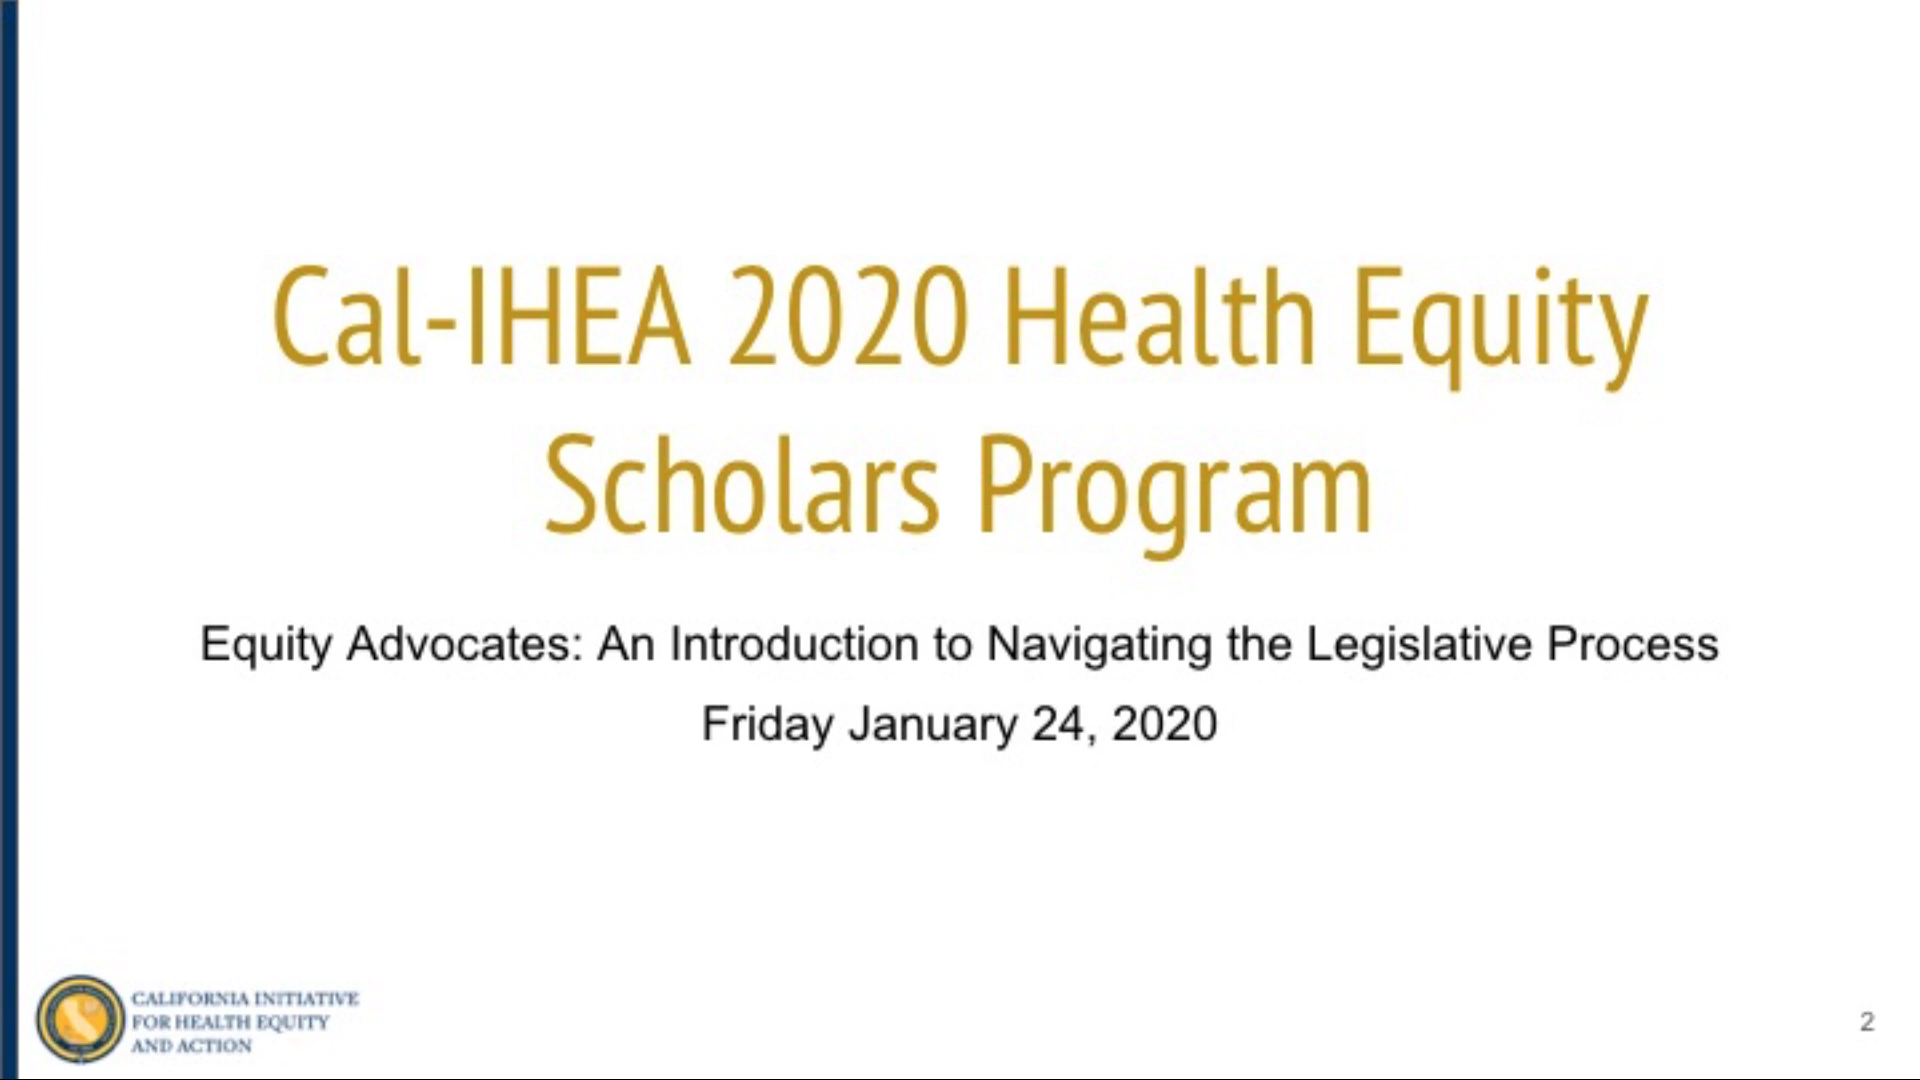 Cal-IHEA 2020 Health Equity
Scholars Program
Equity Advocates: An Introduction to Navigating the Legislative Process
Friday January 24, 2020
CALIFORNIA INITIATIVE
FOR HEALTH EQUITY
AND ACTION
2